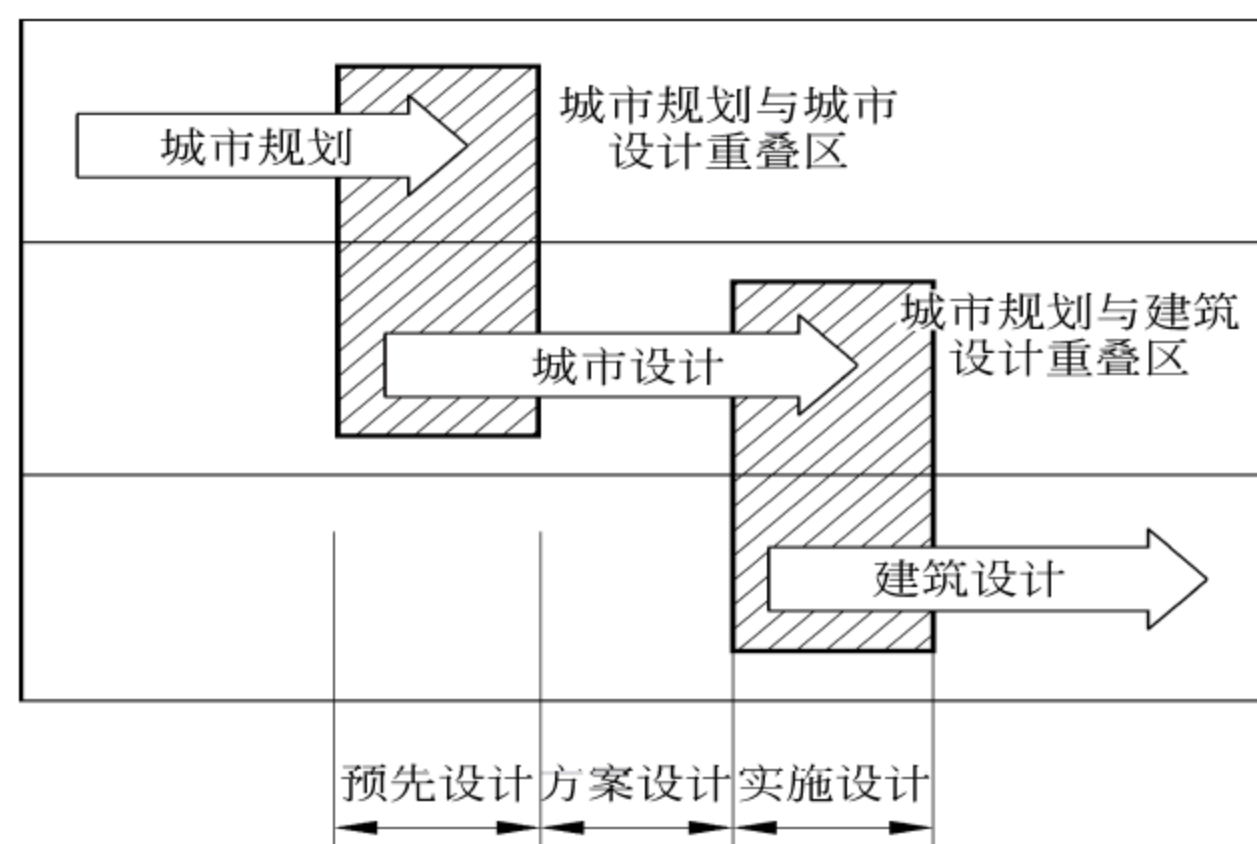 城市规划与城市
设计重叠区
城市规划
城市规划与建筑
设计重叠区
城市设计
建筑设计
预先设计 方案设计 实施设计